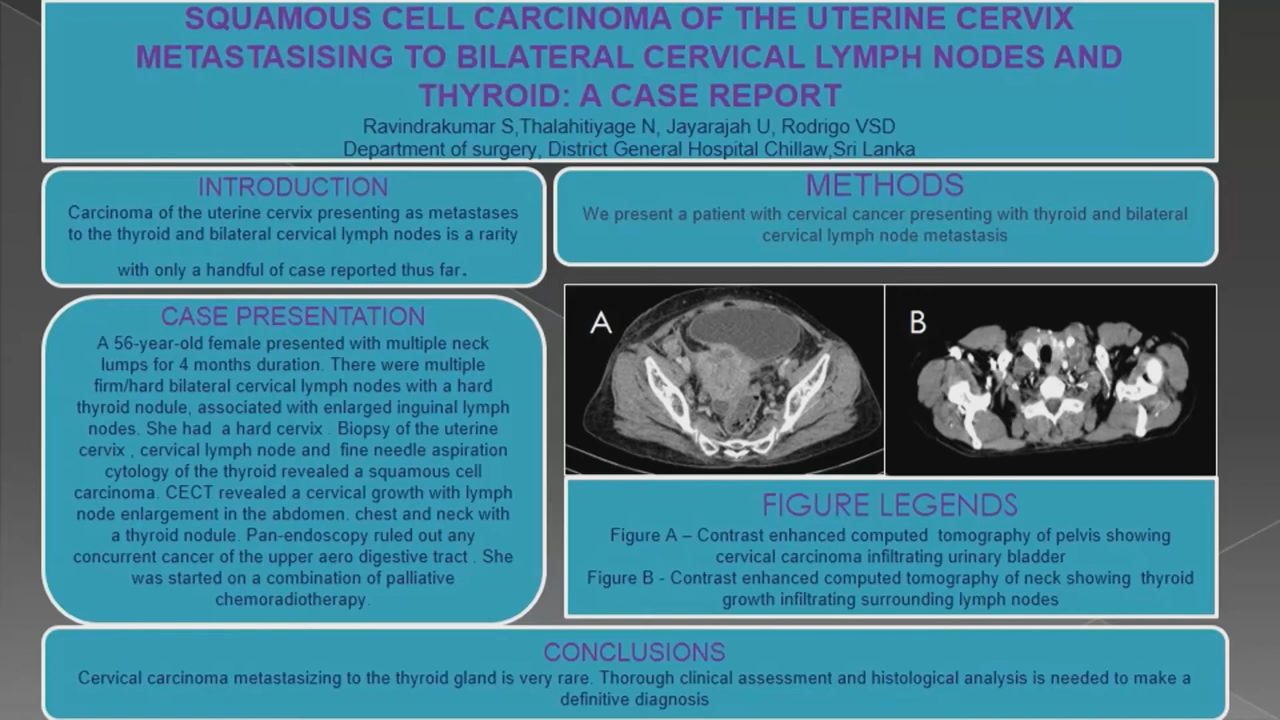 SQUAMOUS CELL CARCINOMA OF THE UTERINE CERVIX
METASTASISING TO BILATERAL CERVICAL LYMPH NODES AND
THYROID: A CASE REPORT
Ravindrakumar S,Thalahitiyage N, Jayarajah U, Rodrigo VSD
Department of surgery, District General Hospital Chillaw,Sri Lanka
INTRODUCTION
Carcinoma of the uterine cervix presenting as metastases
to the thyroid and bilateral cervical lymph nodes is a rarity
with only a handful of case reported thus far.
METHODS
We present a patient with cervical cancer presenting with thyroid and bilateral
cervical lymph node metastasis
CASE PRESENTATION
A 56-year-old female presented with multiple neck
lumps for 4 months duration. There were multiple
firm/hard bilateral cervical lymph nodes with a hard
thyroid nodule, associated with enlarged inguinal lymph
nodes. She had a hard cervix . Biopsy of the uterine
cervix , cervical lymph node and fine needle aspiration
cytology of the thyroid revealed a squamous cell
carcinoma. CECT revealed a cervical growth with lymph
node enlargement in the abdomen, chest and neck with
a thyroid nodule. Pan-endoscopy ruled out any
concurrent cancer of the upper aero digestive tract . She
was started on a combination of palliative
chemoradiotherapy.
A
B
FIGURE LEGENDS
Figure A – Contrast enhanced computed tomography of pelvis showing
cervical carcinoma infiltrating urinary bladder
Figure B - Contrast enhanced computed tomography of neck showing thyroid
growth infiltrating surrounding lymph nodes
CONCLUSIONS
Cervical carcinoma metastasizing to the thyroid gland is very rare. Thorough clinical assessment and histological analysis is needed to make a
definitive diagnosis